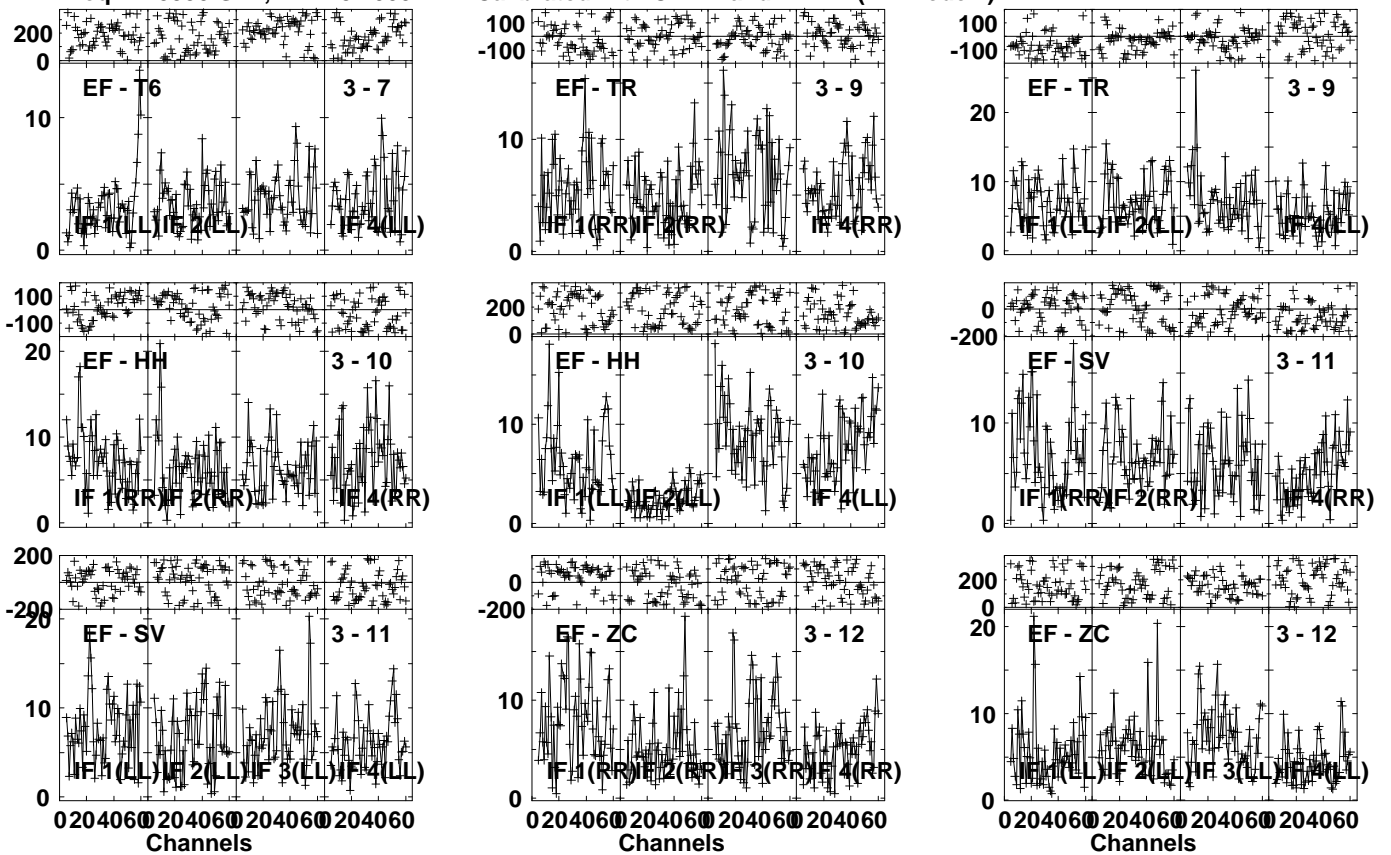 200
0
100
-100
100
-100
EF - T6
3 - 7
EF - TR
3 - 9
EF - TR
3 - 9
10
0
10
0
20
10
0
IF 1(LL)
IF 2(LL)
IF 4(LL)
IF 1(RR)
IF 2(RR)
IF 4(RR)
IF 1(LL)
IF 2(LL)
IF 4(LL)
100
-100
200
0
0
-200
EF - HH
3 - 10
EF - HH
3 - 10
EF - SV
3 - 11
20
10
0
10
0
10
0
IF 1(RR)
IF 2(RR)
IF 4(RR)
IF 1(LL)
IF 2(LL)
IF 4(LL)
IF 1(RR)
IF 2(RR)
IF 4(RR)
200
0
-200
0
-200
200
0
EF - SV
3 - 11
EF - ZC
3 - 12
EF - ZC
3 - 12
20
10
0
10
0
20
10
0
IF 1(LL)
IF 2(LL)
IF 3(LL)
IF 4(LL)
IF 1(RR)
IF 2(RR)
IF 3(RR)
IF 4(RR)
IF 1(LL)
IF 2(LL)
IF 3(LL)
IF 4(LL)
0 20 40 60 0 20 40 60 0 20 40 60 0 20 40 60
0 20 40 60 0 20 40 60 0 20 40 60 0 20 40 60
0 20 40 60 0 20 40 60 0 20 40 60 0 20 40 60
Channels
Channels
Channels